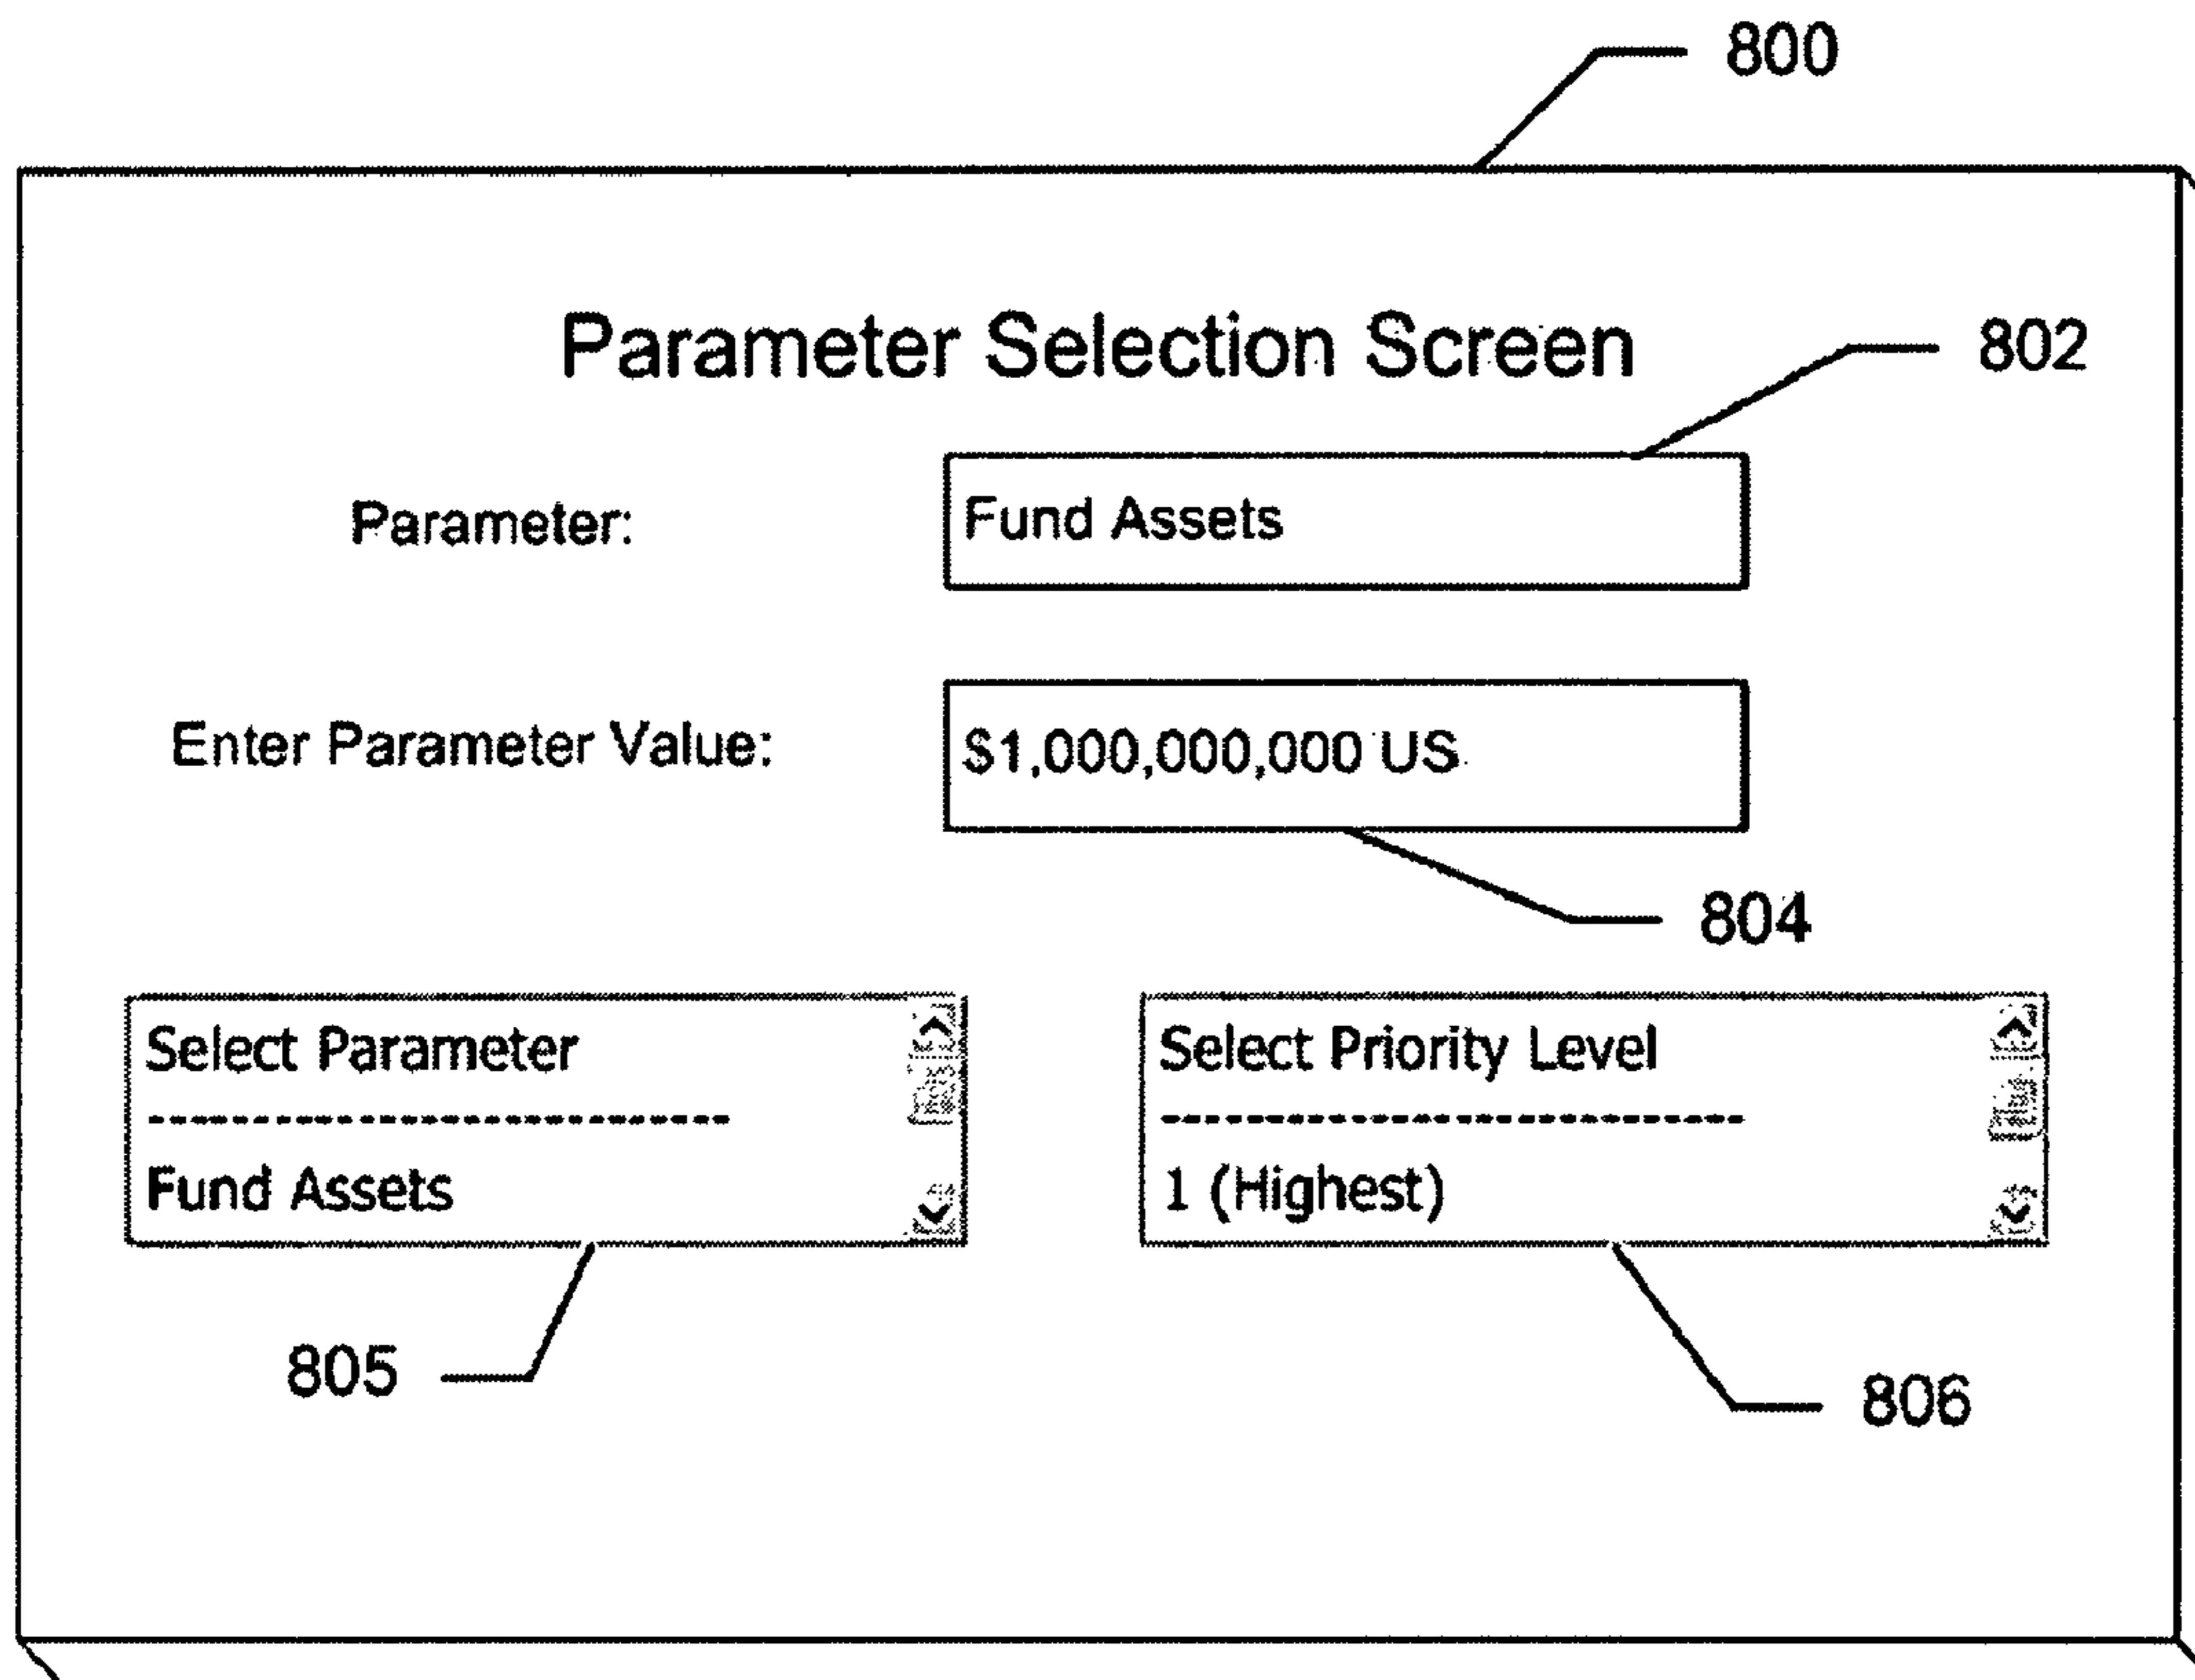 800
Parameter Selection Screen
802
Parameter:
Fund Assets
Enter Parameter Value:
$1,000,000,000 US
804
Select Parameter
---------------------------
Fund Assets
Select Priority Level
---------------------------
1 (Highest)
805
806